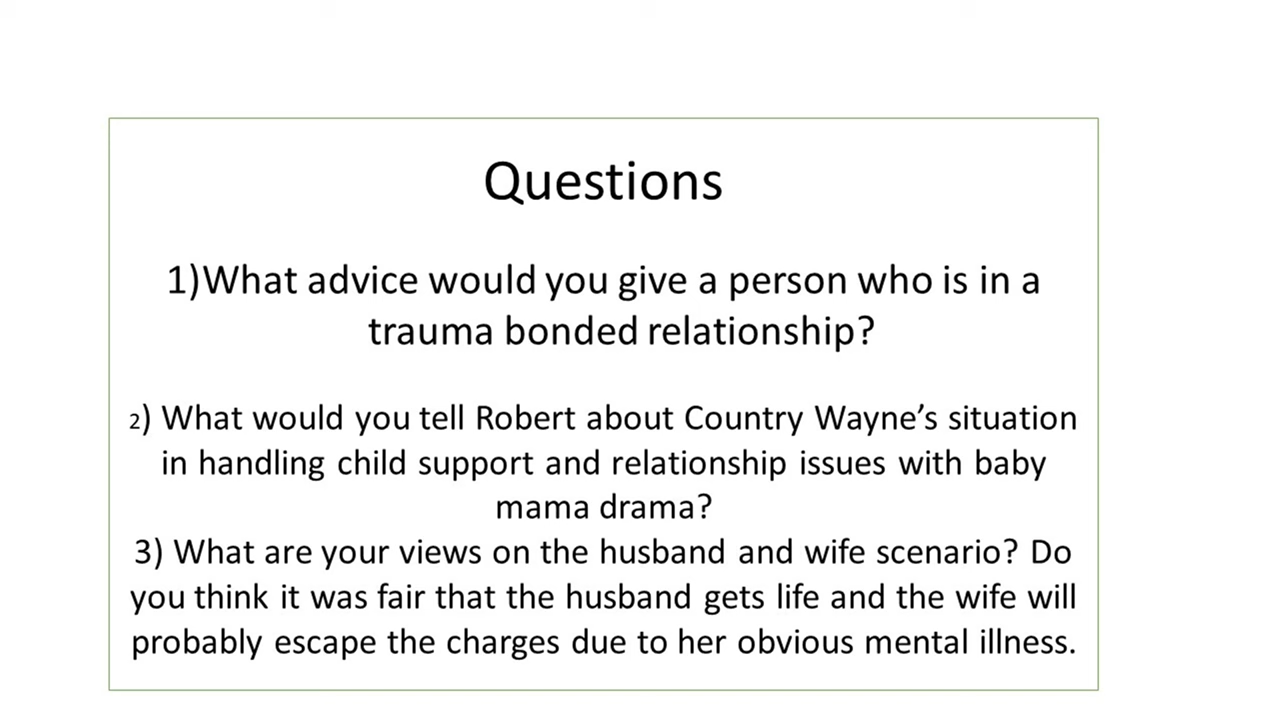 Questions
1)What advice would you give a person who is in a
trauma bonded relationship?
2) What would you tell Robert about Country Wayne’s situation
in handling child support and relationship issues with baby
mama drama?
3) What are your views on the husband and wife scenario? Do
you think it was fair that the husband gets life and the wife will
probably escape the charges due to her obvious mental illness.